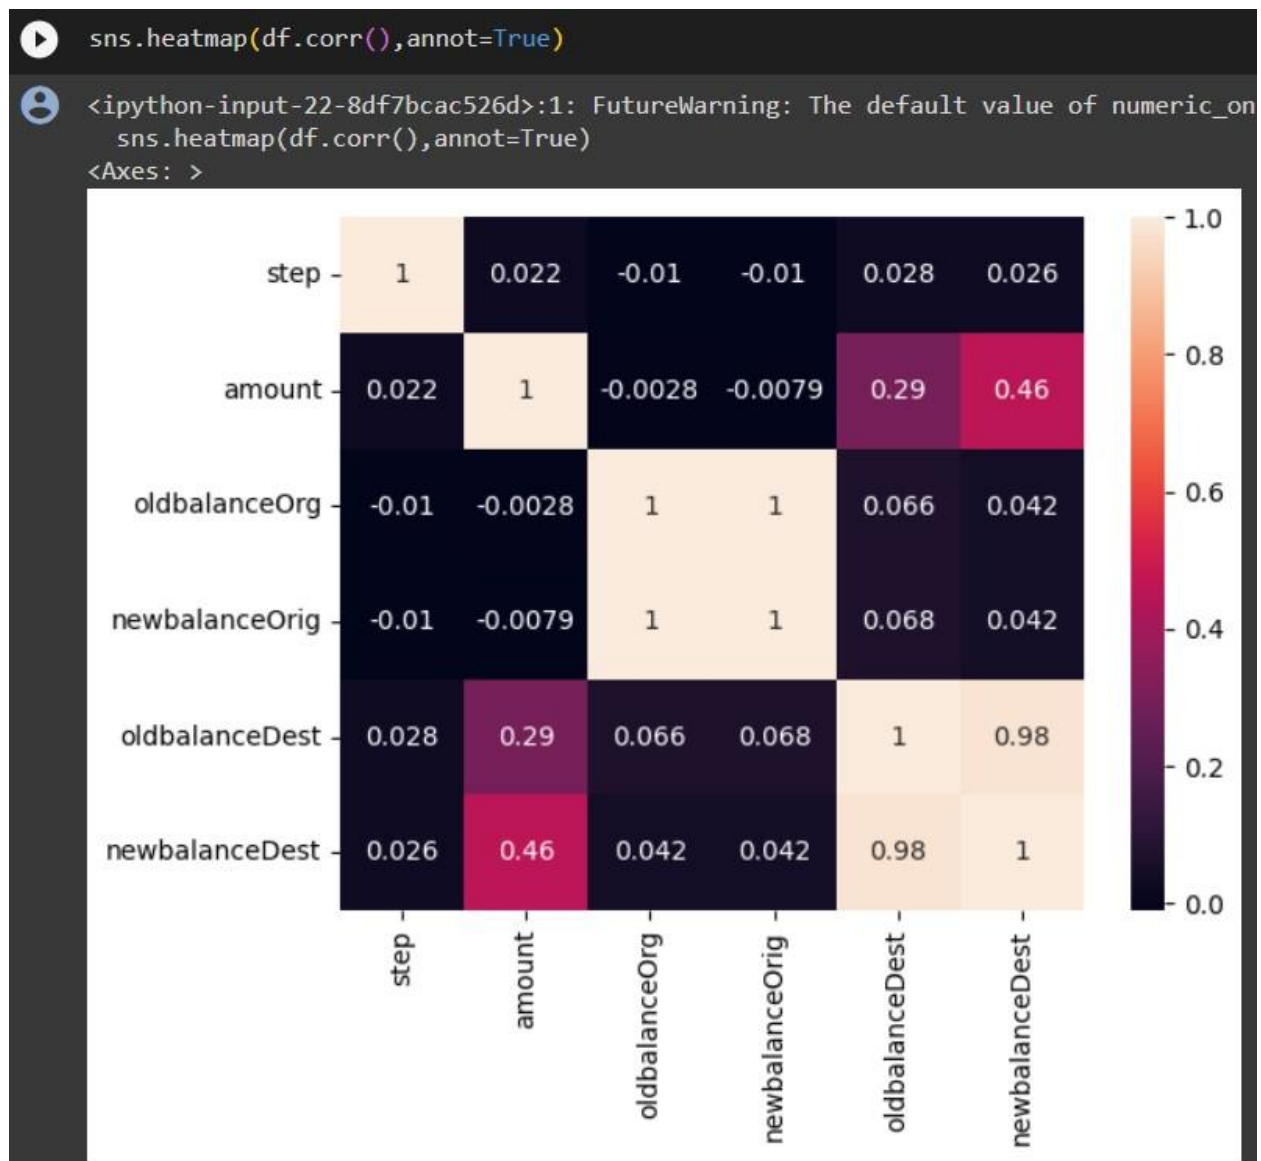 sns.heatmap(df.corr(),annot=True)
<ipython-input-22-8df7bcac526d>:1: FutureWarning: The default value of numeric_on
sns.heatmap(df.corr(),annot=True)
<Axes: >
step 1 0.022 -0.01 -0.01 0.028 0.026
amount 0.022 1 -0.0028 -0.0079 0.29 0.46
oldbalanceOrg -0.01 -0.0028 1 1 0.066 0.042
newbalanceOrig -0.01 -0.0079 1 1 0.068 0.042
oldbalanceDest 0.028 0.29 0.066 0.068 1 0.98
newbalanceDest 0.026 0.46 0.042 0.042 0.98 1
step
amount
oldbalanceOrg
newbalanceOrig
oldbalanceDest
newbalanceDest
1.0
0.8
0.6
0.4
0.2
0.0